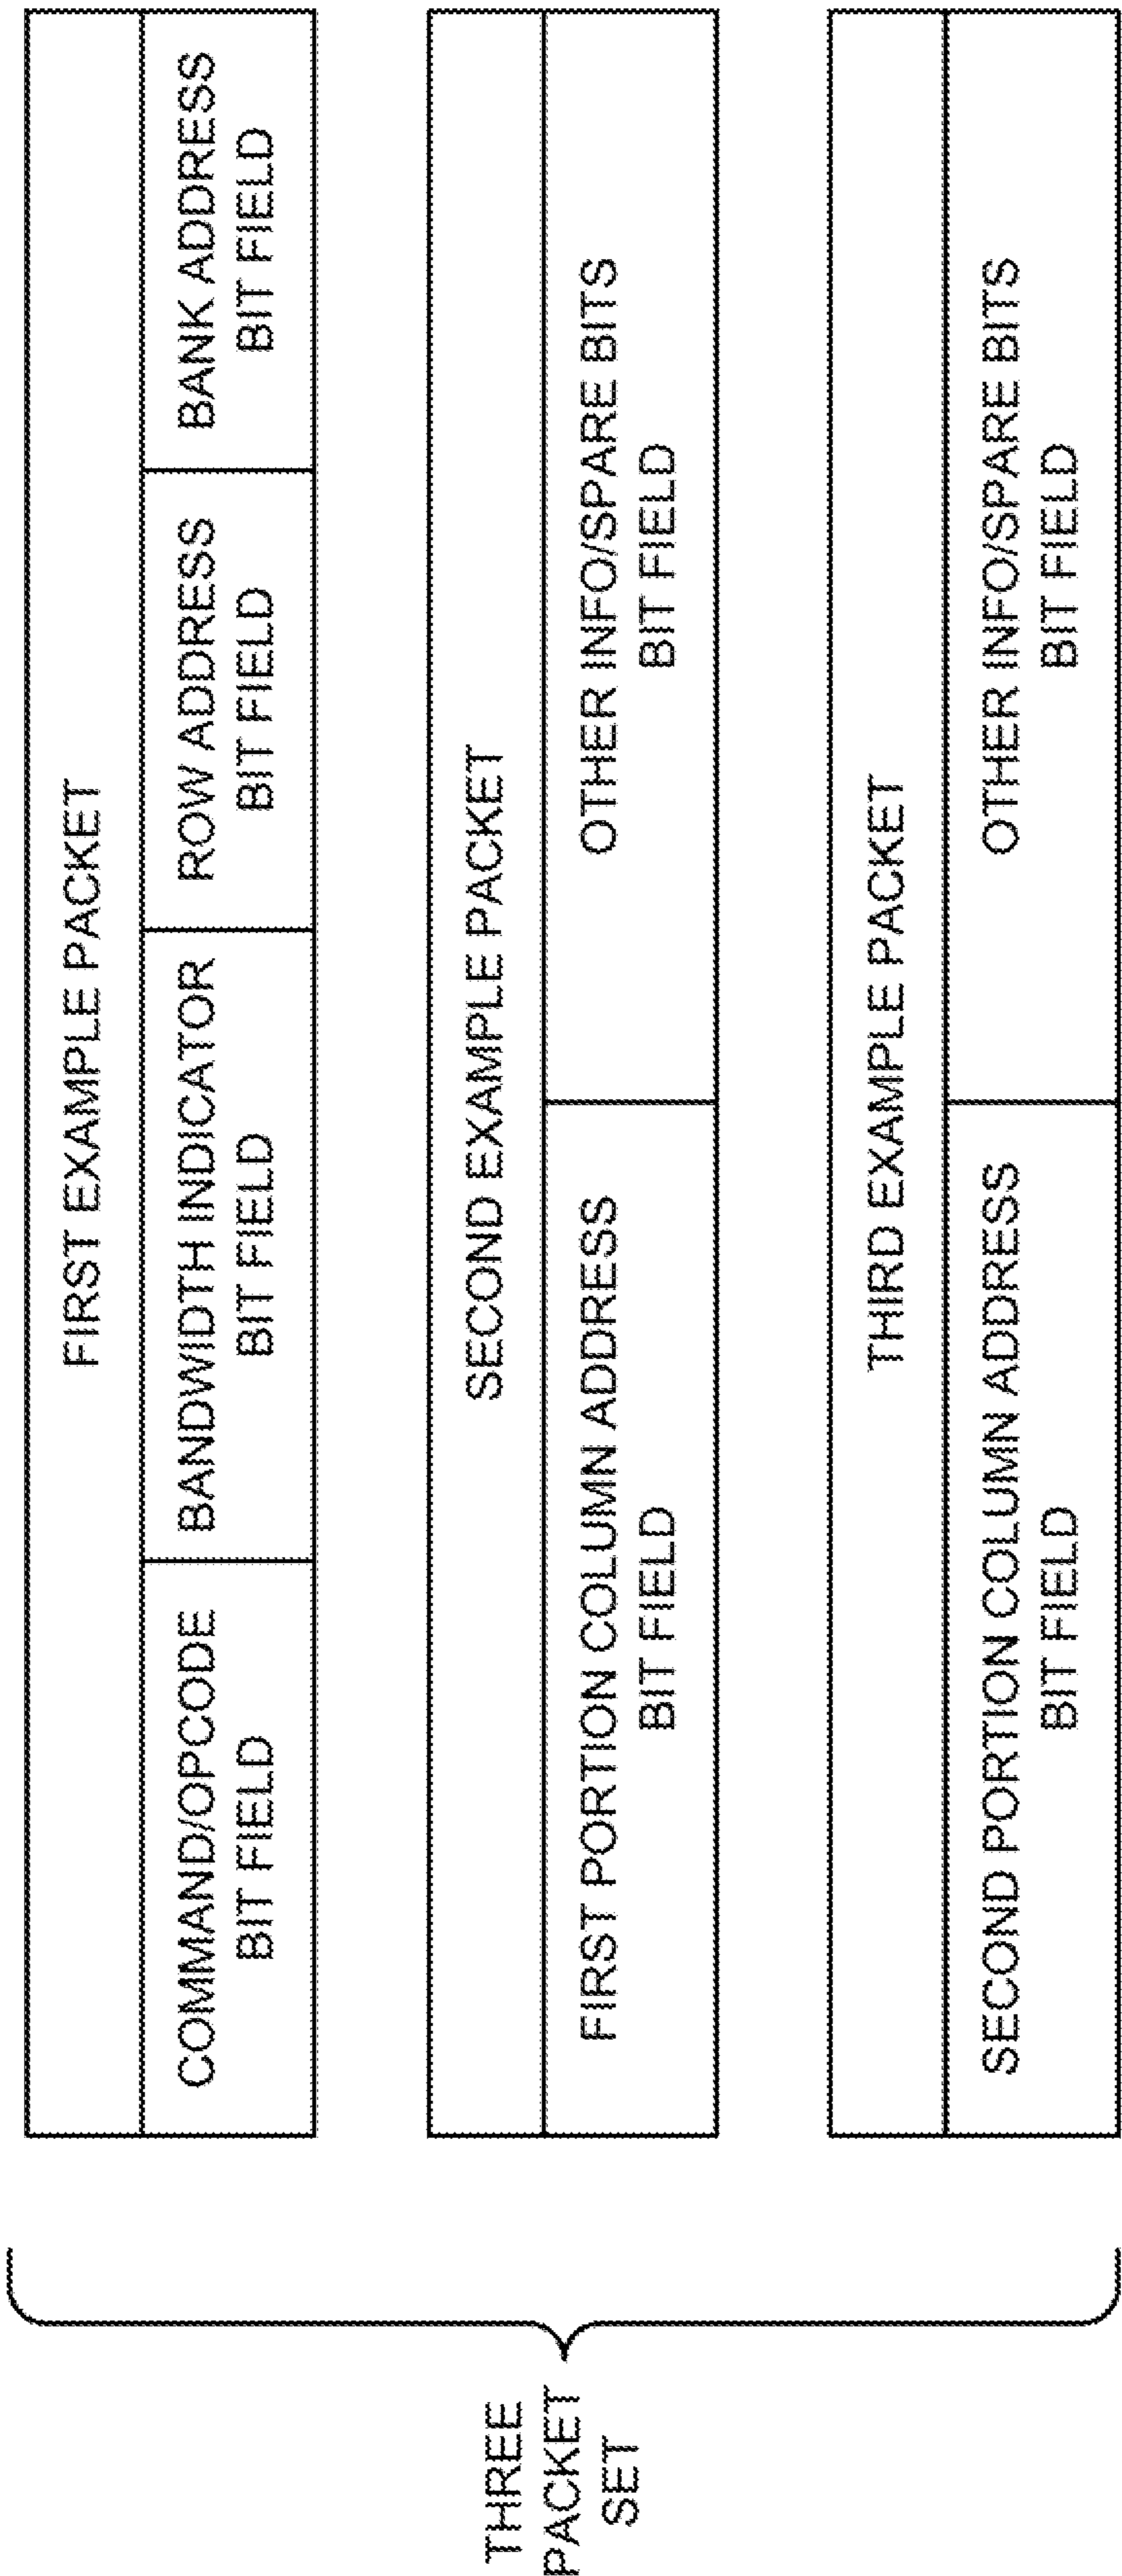 THREE
PACKET
SET
FIRST EXAMPLE PACKET
COMMAND/OPCODE
BIT FIELD
BANDWIDTH INDICATOR
BIT FIELD
ROW ADDRESS
BIT FIELD
BANK ADDRESS
BIT FIELD
SECOND EXAMPLE PACKET
FIRST PORTION COLUMN ADDRESS
BIT FIELD
OTHER INFO/SPARE BITS
BIT FIELD
THIRD EXAMPLE PACKET
SECOND PORTION COLUMN ADDRESS
BIT FIELD
OTHER INFO/SPARE BITS
BIT FIELD